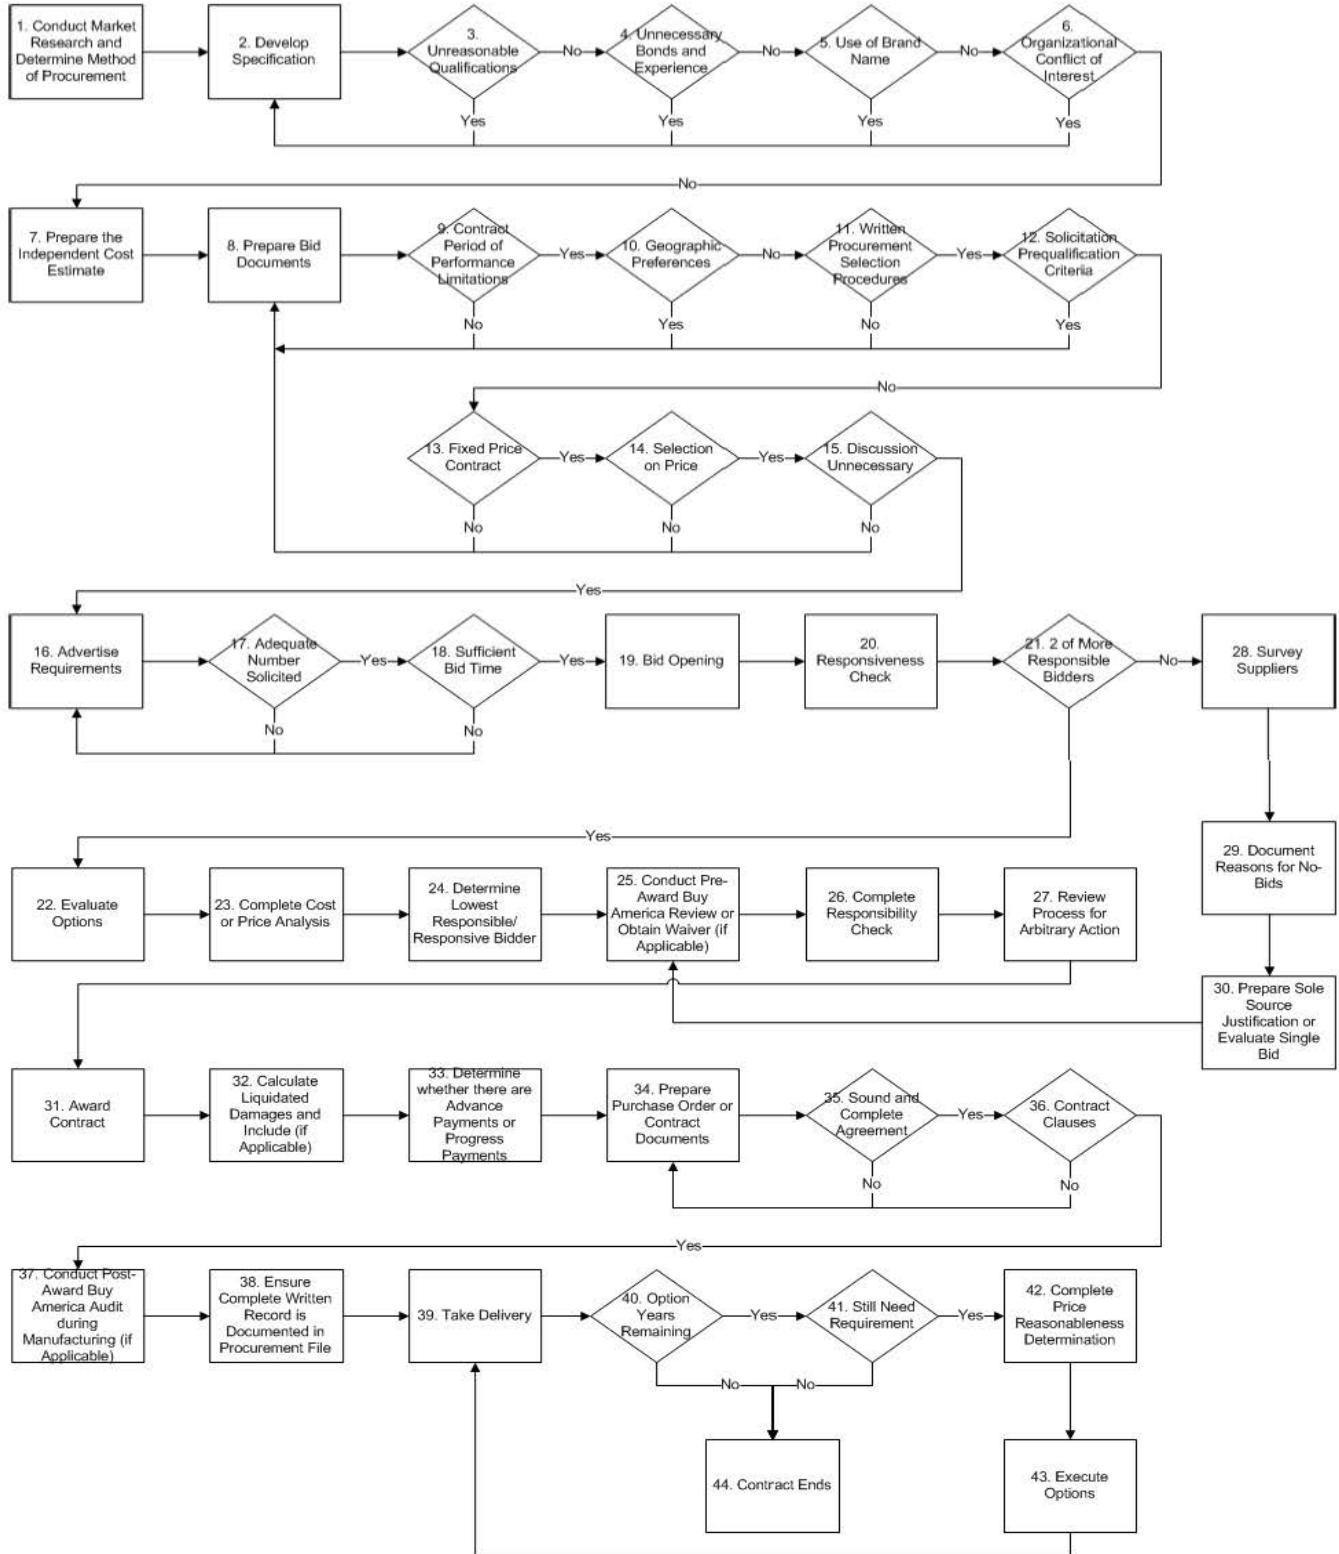 1. Conduct Market
Research and
Determine Method
of Procurement
2. Develop
Specification
3.
Unreasonable
Qualifications
No
4. Unnecessary
Bonds and
Experience
No
5. Use of Brand
Name
No
6.
Organizational
Conflict of
Interest
Yes
Yes
Yes
Yes
No
7. Prepare the
Independent Cost
Estimate
8. Prepare Bid
Documents
9. Contract
Period of
Performance
Limitations
Yes
10. Geographic
Preferences
No
11. Written
Procurement
Selection
Procedures
Yes
12. Solicitation
Prequalification
Criteria
No
Yes
No
Yes
No
13. Fixed Price
Contract
Yes
14. Selection
on Price
Yes
15. Discussion
Unnecessary
No
No
No
Yes
16. Advertise
Requirements
17. Adequate
Number
Solicited
Yes
18. Sufficient
Bid Time
Yes
19. Bid Opening
20.
Responsiveness
Check
21. 2 of More
Responsible
Bidders
No
28. Survey
Suppliers
No
No
Yes
29. Document
Reasons for No-
Bids
22. Evaluate
Options
23. Complete Cost
or Price Analysis
24. Determine
Lowest
Responsible/
Responsive Bidder
25. Conduct Pre-
Award Buy
America Review or
Obtain Waiver (if
Applicable)
26. Complete
Responsibility
Check
27. Review
Process for
Arbitrary Action
30. Prepare Sole
Source
Justification or
Evaluate Single
Bid
31. Award
Contract
32. Calculate
Liquidated
Damages and
Include (if
Applicable)
33. Determine
whether there are
Advance
Payments or
Progress
Payments
34. Prepare
Purchase Order or
Contract
Documents
35. Sound and
Complete
Agreement
Yes
36. Contract
Clauses
No
No
Yes
37. Conduct Post-
Award Buy
America Audit
during
Manufacturing (if
Applicable)
38. Ensure
Complete Written
Record is
Documented in
Procurement File
39. Take Delivery
40. Option
Years
Remaining
Yes
41. Still Need
Requirement
Yes
42. Complete
Price
Reasonableness
Determination
No
No
44. Contract Ends
43. Execute
Options